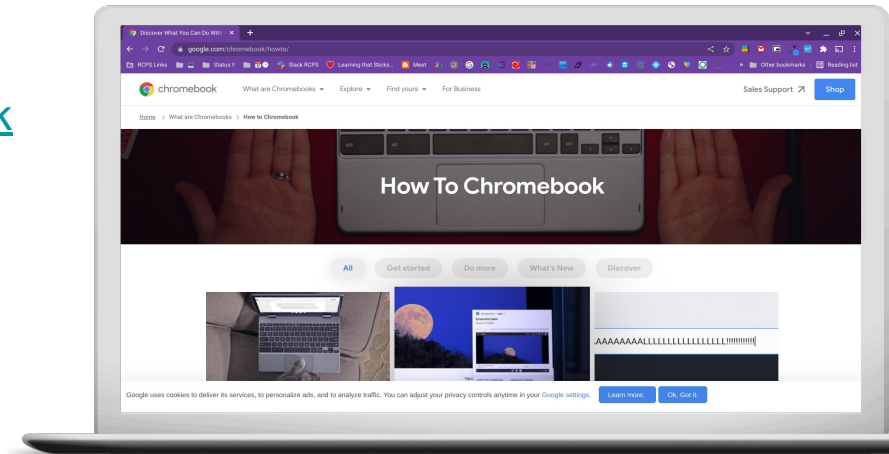 k
Discover What You Can Do With
google.com/chromebook/howto/
RCPS Links
Status !!
Slack RCPS
Learning that Sticks...
Meet
Other bookmarks
Reading list
chromebook
What are Chromebooks
Explore
Find yours
For Business
Sales Support
Shop
Home > What are Chromebooks > How to Chromebook
How To Chromebook
All
Get started
Do more
What's New
Discover
Google uses cookies to deliver its services, to personalize ads, and to analyze traffic. You can adjust your privacy controls anytime in your Google settings.
Learn more.
Ok, Got it.